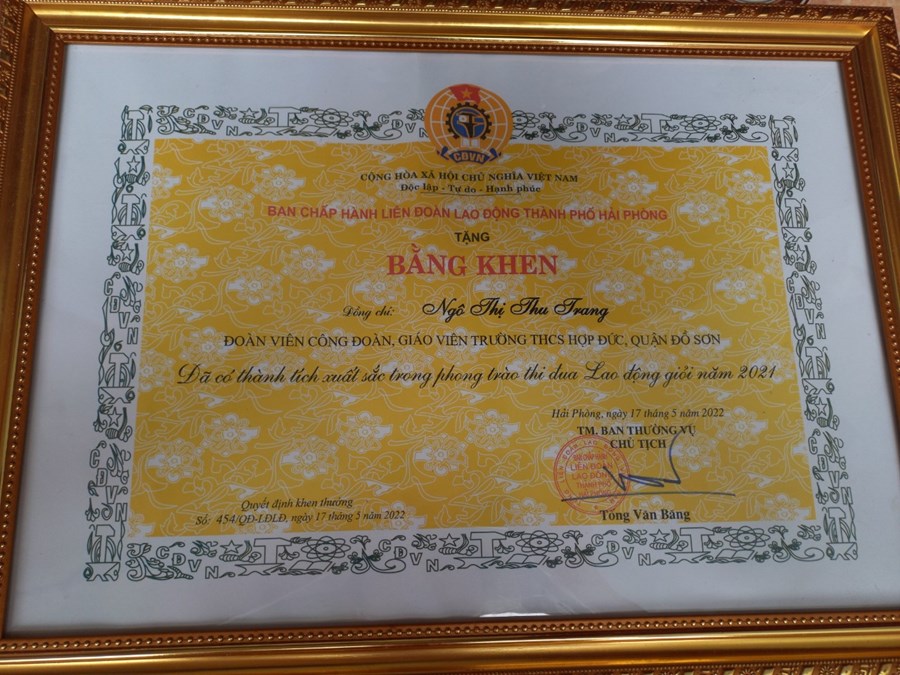 CĐVN
CỘNG HÒA XÃ HỘI CHỦ NGHĨA VIỆT NAM
Độc lập - Tự do - Hạnh phúc
BAN CHẤP HÀNH LIÊN ĐOÀN LAO ĐỘNG THÀNH PHỐ HẢI PHÒNG
TẶNG
BẰNG KHEN
Đồng chí: Ngô Thị Thu Trang
ĐOÀN VIÊN CÔNG ĐOÀN, GIÁO VIÊN TRƯỜNG THCS HỢP ĐỨC, QUẬN ĐỒ SƠN
Đã có thành tích xuất sắc trong phong trào thi đua Lao động giỏi năm 2021
Hải Phòng, ngày 17 tháng 5 năm 2022
TM. BAN THƯỜNG VỤ
CHỦ TỊCH
LIÊN ĐOÀN
LAO ĐỘNG
Tống Văn Băng
Quyết định khen thưởng
Số: 454/QĐ-LĐLĐ, ngày 17 tháng 5 năm 2022